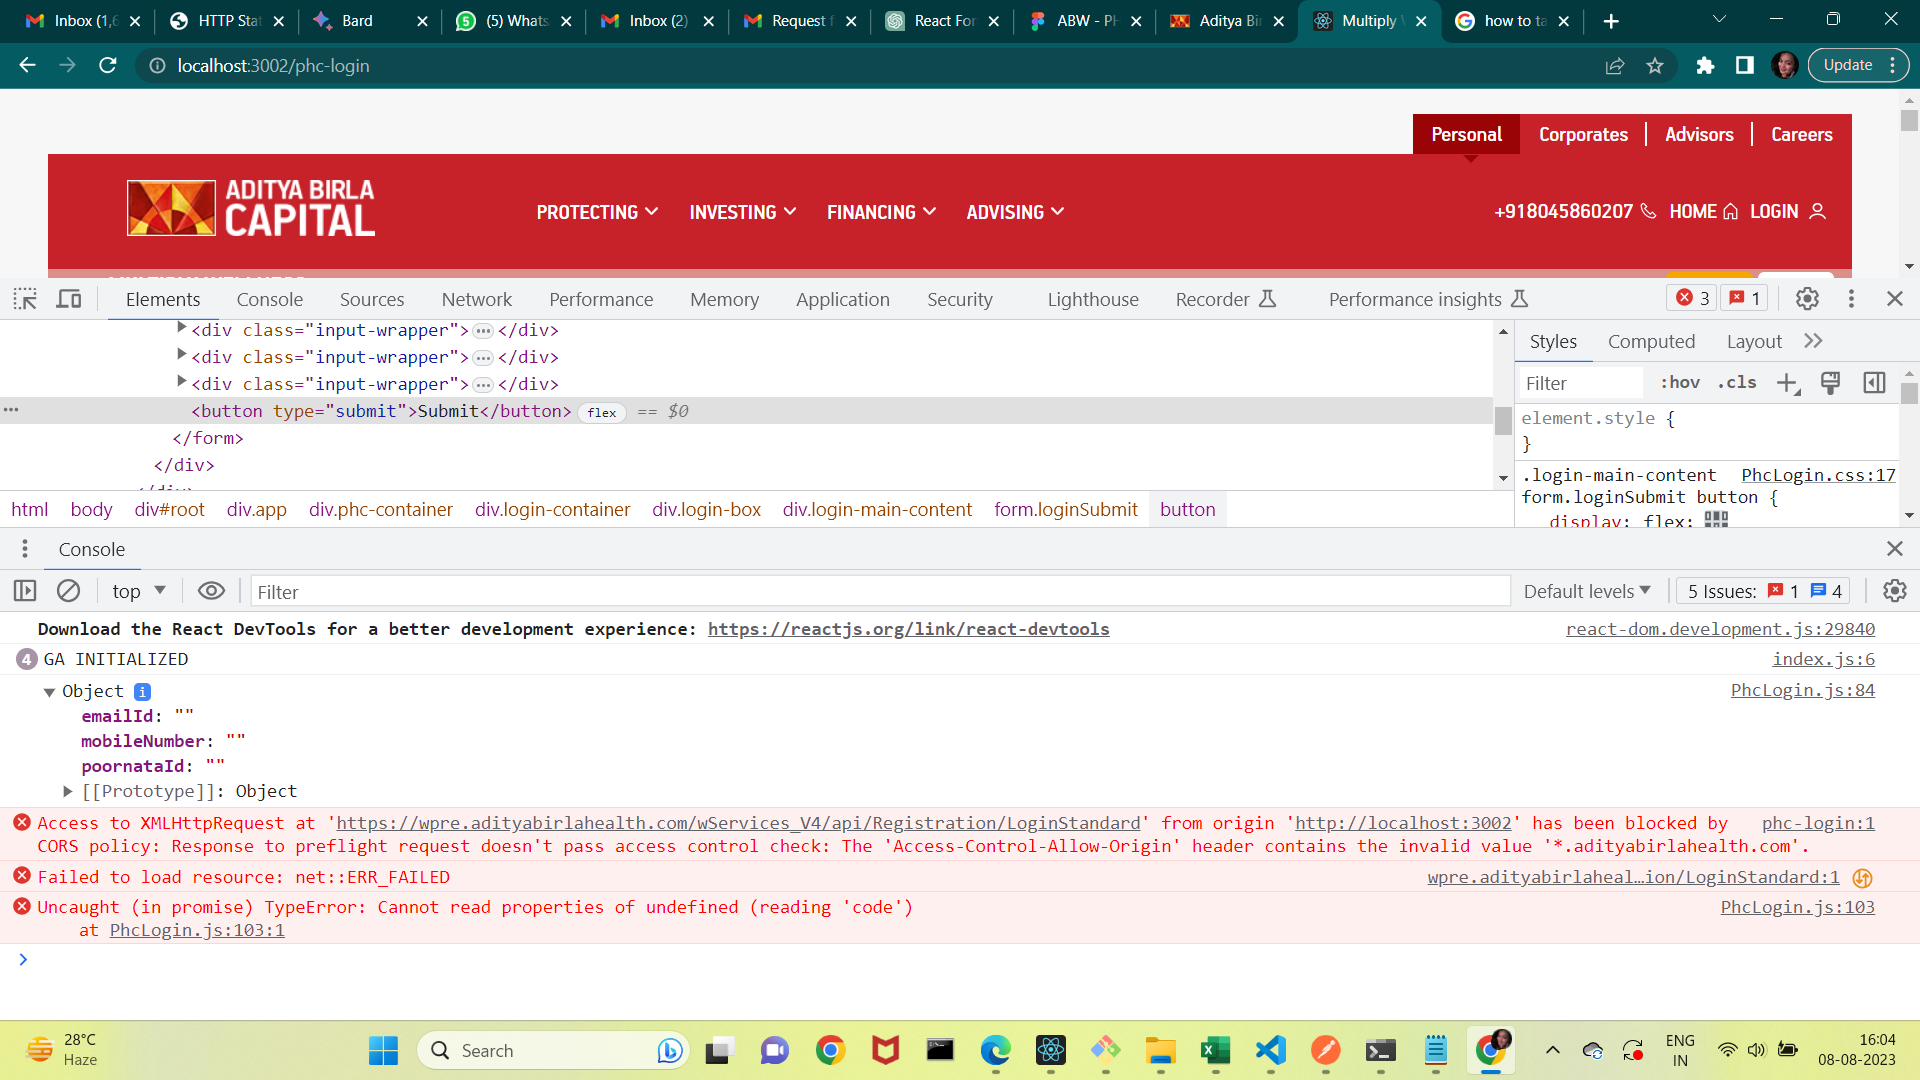 Inbox (1,6
HTTP Stat
Bard
(5) Whats
Inbox (2)
Request f
React For
ABW - PH
Aditya Bir
Multiply
how to ta
localhost:3002/phc-login
Update
Personal
Corporates
Advisors
Careers
ADITYA BIRLA
CAPITAL
PROTECTING
INVESTING
FINANCING
ADVISING
+918045860207
HOME
LOGIN
Elements
Console
Sources
Network
Performance
Memory
Application
Security
Lighthouse
Recorder
Performance insights
3
1
<div class="input-wrapper">…</div>
<div class="input-wrapper">…</div>
<div class="input-wrapper">…</div>
<button type="submit">Submit</button> flex == $0
</form>
</div>
</div>
html body div#root div.app div.phc-container div.login-container div.login-box div.login-main-content form.loginSubmit button
Styles
Computed
Layout
Filter
:hov
.cls
element.style {
}
.login-main-content PhcLogin.css:17
form.loginSubmit button {
display: flex;
Console
top
Filter
Default levels
5 Issues: 1 4
Download the React DevTools for a better development experience: https://reactjs.org/link/react-devtools react-dom.development.js:29840
4 GA INITIALIZED index.js:6
Object i PhcLogin.js:84
emailId: ""
mobileNumber: ""
poornataId: ""
[[Prototype]]: Object
Access to XMLHttpRequest at 'https://wpre.adityabirlahealth.com/wServices_V4/api/Registration/LoginStandard' from origin 'http://localhost:3002' has been blocked by phc-login:1
CORS policy: Response to preflight request doesn't pass access control check: The 'Access-Control-Allow-Origin' header contains the invalid value '*.adityabirlahealth.com'.
Failed to load resource: net::ERR_FAILED wpre.adityabirlaheal…ion/LoginStandard:1
Uncaught (in promise) TypeError: Cannot read properties of undefined (reading 'code') PhcLogin.js:103
at PhcLogin.js:103:1
28°C
Haze
Search
ENG
IN
16:04
08-08-2023